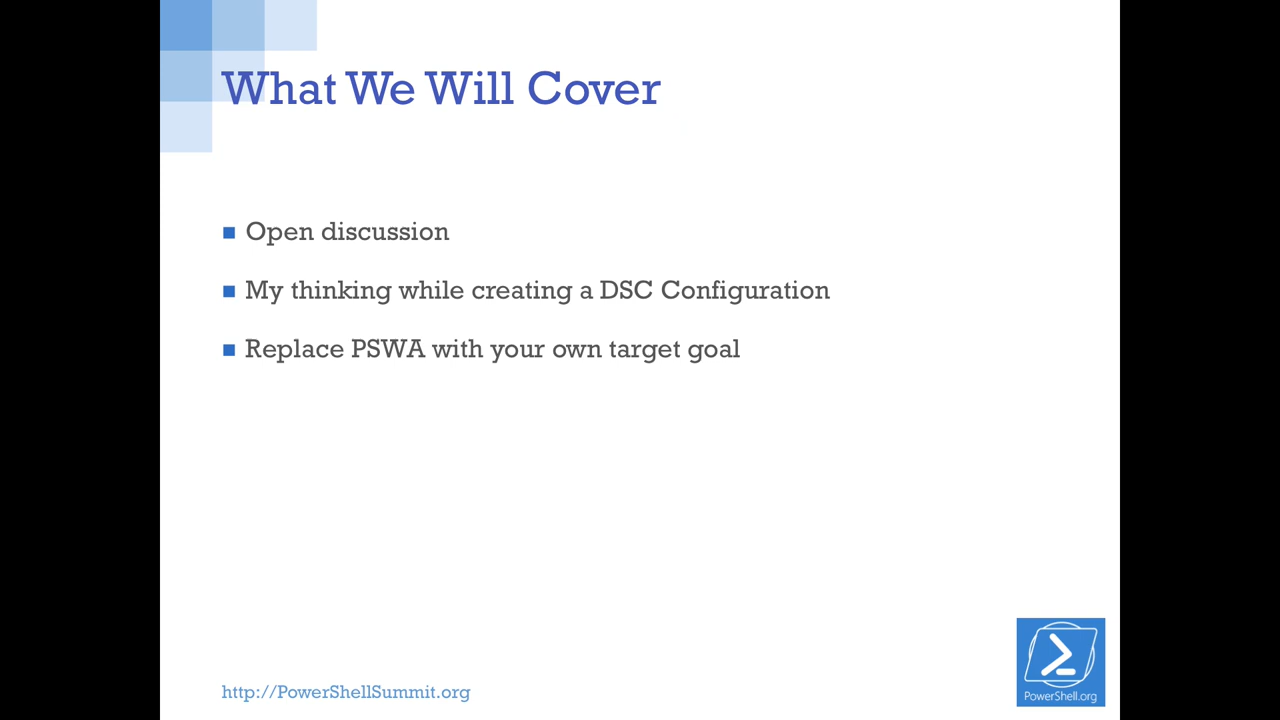 What We Will Cover
Open discussion
My thinking while creating a DSC Configuration
Replace PSWA with your own target goal
http://PowerShellSummit.org
PowerShell.org